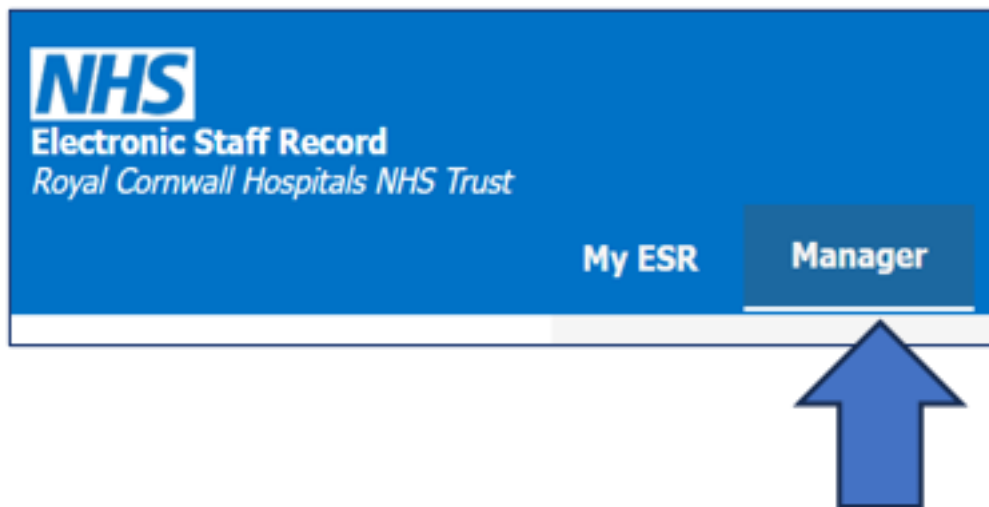 NHS
Electronic Staff Record
Royal Cornwall Hospitals NHS Trust
My ESR Manager